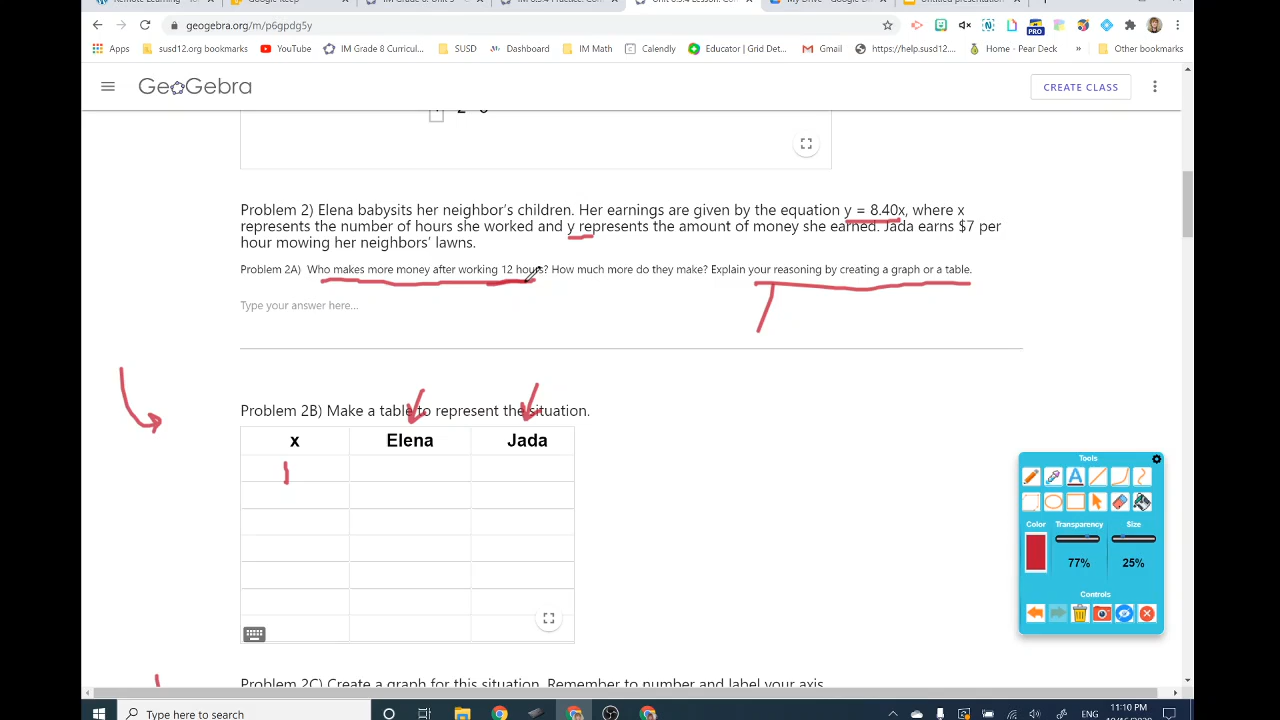 geogebra.org/m/p6gpdg5y
PRO
Apps
susd12.org bookmarks
YouTube
IM Grade 8 Curricul...
SUSD
Dashboard
IM Math
Calendly
Educator | Grid Det...
Gmail
https://help.susd12....
Home - Pear Deck
Other bookmarks
GeoGebra
CREATE CLASS
Problem 2) Elena babysits her neighbor's children. Her earnings are given by the equation y = 8.40x, where x
represents the number of hours she worked and y represents the amount of money she earned. Jada earns $7 per
hour mowing her neighbors' lawns.
Problem 2A) Who makes more money after working 12 hours? How much more do they make? Explain your reasoning by creating a graph or a table.
Type your answer here...
Problem 2B) Make a table to represent the situation.
x Elena Jada
1
Tools
Color Transparency Size
77% 25%
Controls
Problem 2C) Create a graph for this situation. Remember to number and label your axis
Type here to search
ENG
11:10 PM